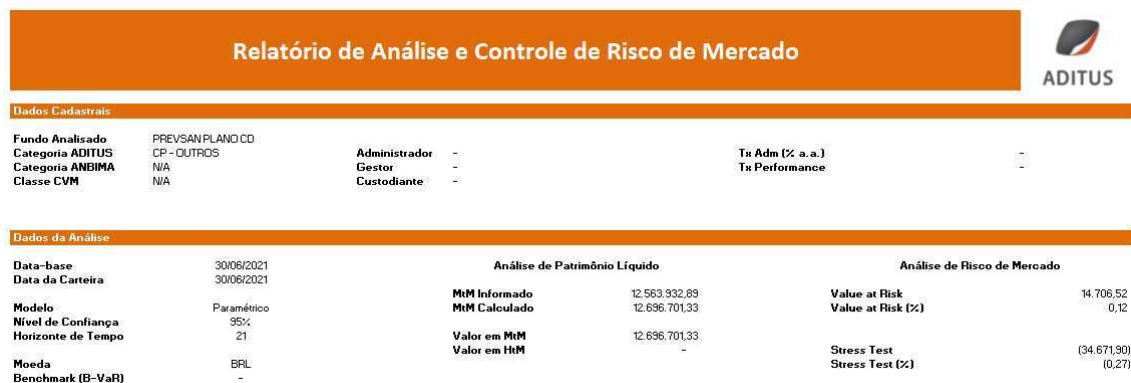 Relatório de Análise e Controle de Risco de Mercado
ADITUS
Dados Cadastrais
Fundo Analisado PREVSAN PLANO CD
Categoria ADITUS CP - OUTROS Administrador - Tx Adm (% a.a.) -
Categoria ANBIMA N/A Gestor - Tx Performance -
Classe CVM N/A Custodiante -
Dados da Análise
Data-base 30/06/2021 Análise de Patrimônio Líquido Análise de Risco de Mercado
Data da Carteira 30/06/2021
MtM Informado 12.563.932,89 Value at Risk 14.706,52
Modelo Paramétrico MtM Calculado 12.696.701,33 Value at Risk (%) 0,12
Nível de Confiança 95%
Horizonte de Tempo 21 Valor em MtM 12.696.701,33
Valor em HtM - Stress Test (34.671,90)
Moeda BRL Stress Test (%) (0,27)
Benchmark (B-VaR) -